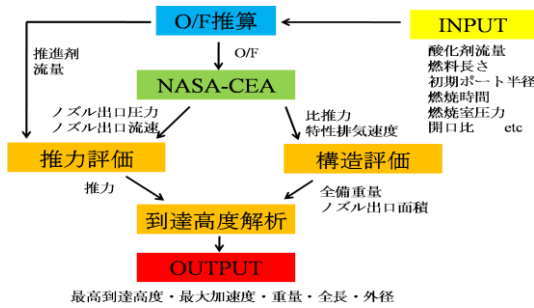 O/F推算
INPUT
推進剤
流量
O/F
酸化剤流量
燃料長さ
初期ポート半径
燃焼時間
燃焼室圧力
開口比 etc
NASA-CEA
ノズル出口圧力
ノズル出口流速
比推力
特性排気速度
推力評価
構造評価
推力
全備重量
ノズル出口面積
到達高度解析
OUTPUT
最高到達高度・最大加速度・重量・全長・外径